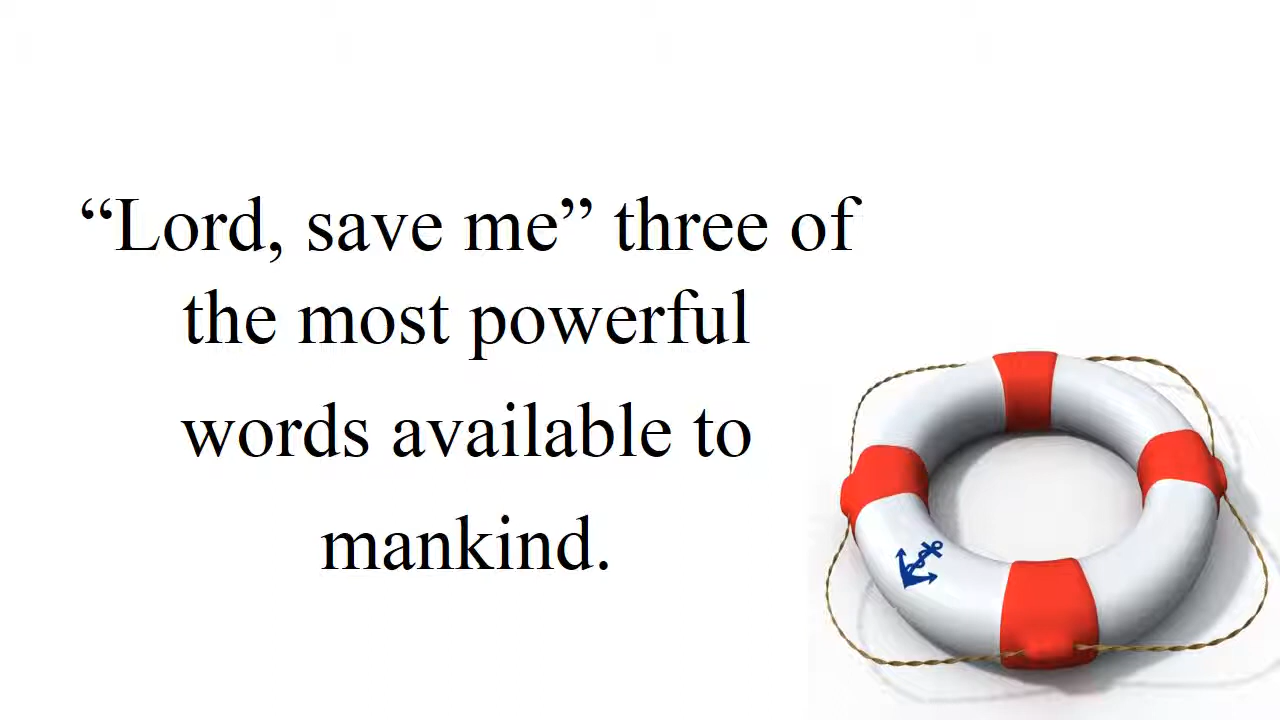 “Lord, save me” three of
the most powerful
words available to
mankind.